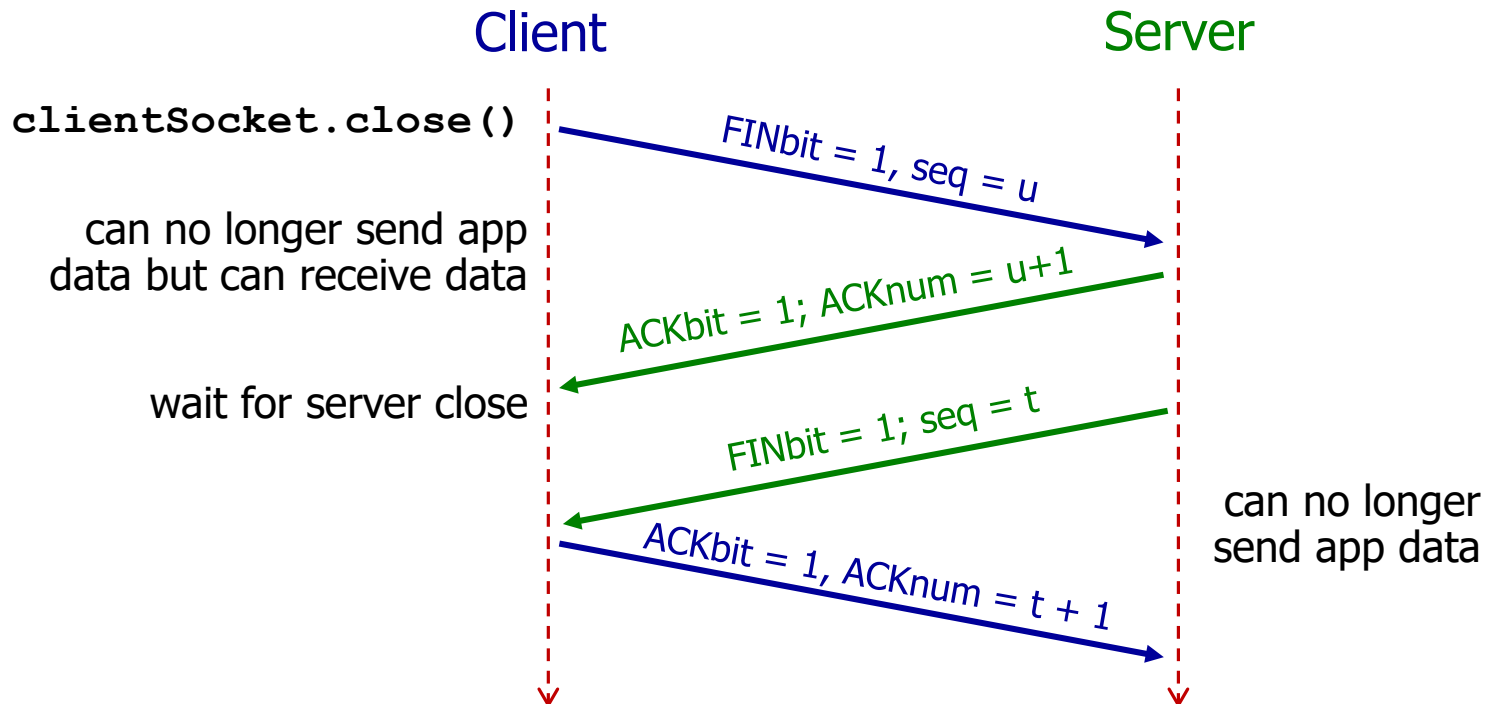 Client
Server
clientSocket.close()
FINbit = 1, seq = u
can no longer send app
data but can receive data
ACKbit = 1; ACKnum = u+1
wait for server close
FINbit = 1; seq = t
can no longer
send app data
ACKbit = 1, ACKnum = t + 1